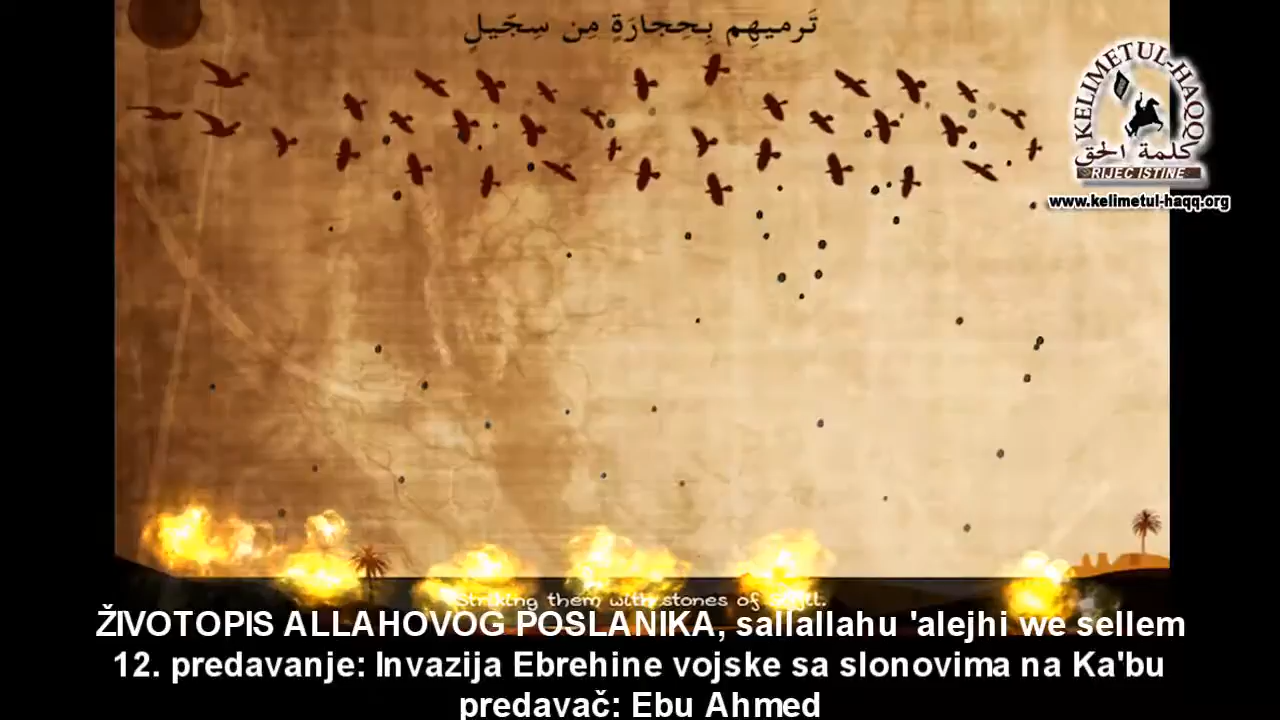 تَرميهِم بِحِجارَةٍ مِن سِجّيلٍ
KELIMETUL-HAQQ
كلمة الحق
RIJEC ISTINE
www.kelimetul-haqq.org
Striking them with stones of Sijjil.
ŽIVOTOPIS ALLAHOVOG POSLANIKA, sallallahu 'alejhi we sellem
12. predavanje: Invazija Ebrehine vojske sa slonovima na Ka'bu
predavač: Ebu Ahmed